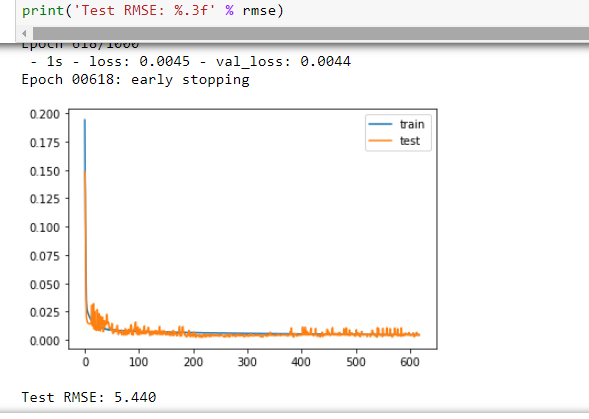 print('Test RMSE: %.3f' % rmse)
Epoch 618/1000
- 1s - loss: 0.0045 - val_loss: 0.0044
Epoch 00618: early stopping
0.200
train
test
0.175
0.150
0.125
0.100
0.075
0.050
0.025
0.000
0 100 200 300 400 500 600
Test RMSE: 5.440